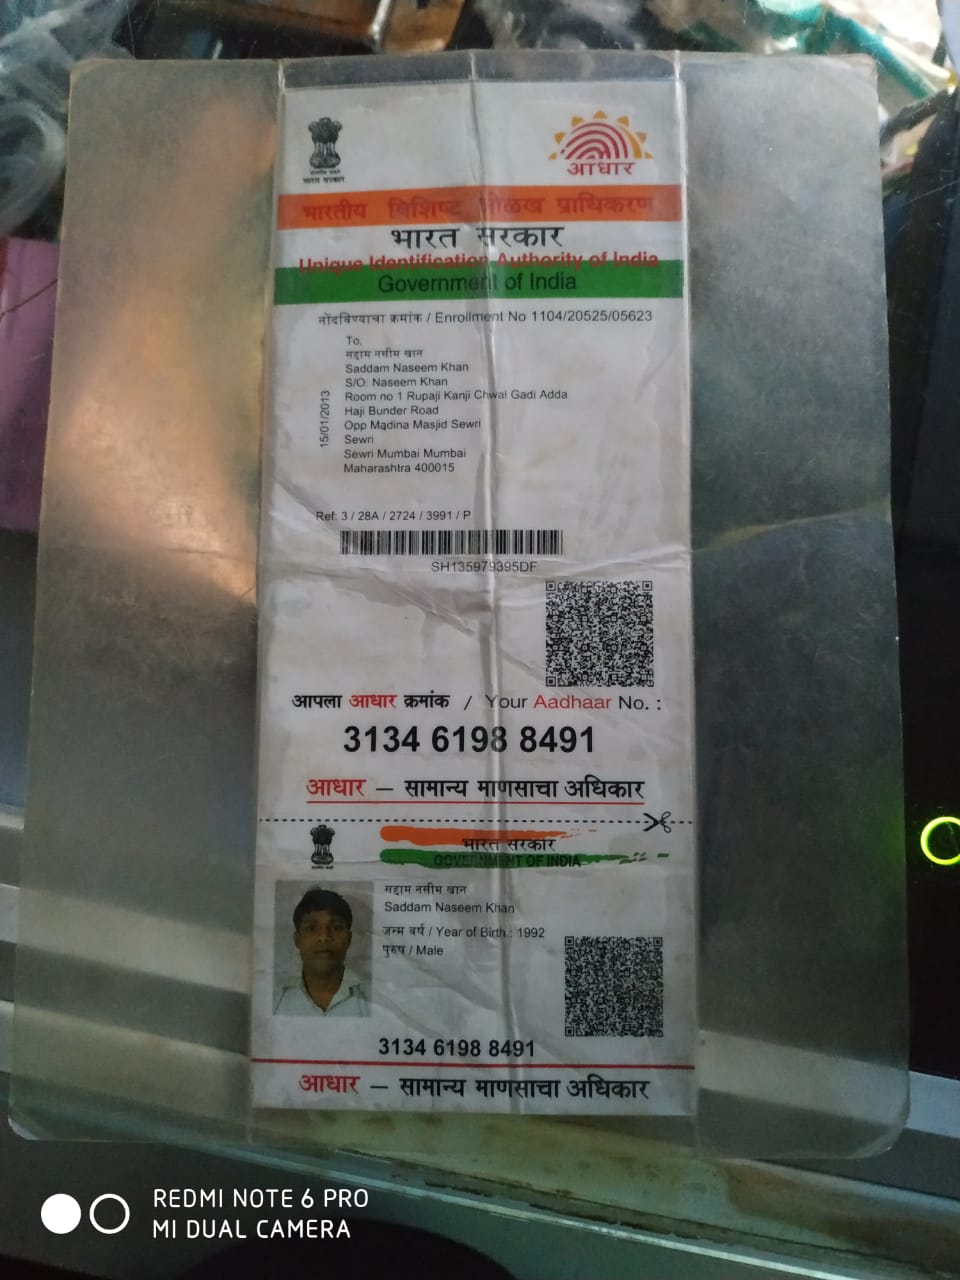 भारत सरकार
आधार
भारतीय विशिष्ट ओळख प्राधिकरण
भारत सरकार
Unique Identification Authority of India
Government of India
नोंदविण्याचा क्रमांक / Enrollment No 1104/20525/05623
To,
सद्दाम नसीम खान
Saddam Naseem Khan
S/O: Naseem Khan
Room no 1 Rupaji Kanji Chwal Gadi Adda
Haji Bunder Road
Opp Madina Masjid Sewri
Sewri
Sewri Mumbai Mumbai
Maharashtra 400015
15/01/2013
Ref: 3 / 28A / 2724 / 3991 / P
SH135979395DF
आपला आधार क्रमांक / Your Aadhaar No. :
3134 6198 8491
आधार — सामान्य माणसाचा अधिकार
भारत सरकार
GOVERNMENT OF INDIA
सद्दाम नसीम खान
Saddam Naseem Khan
जन्म वर्ष / Year of Birth : 1992
पुरुष / Male
3134 6198 8491
आधार — सामान्य माणसाचा अधिकार
REDMI NOTE 6 PRO
MI DUAL CAMERA